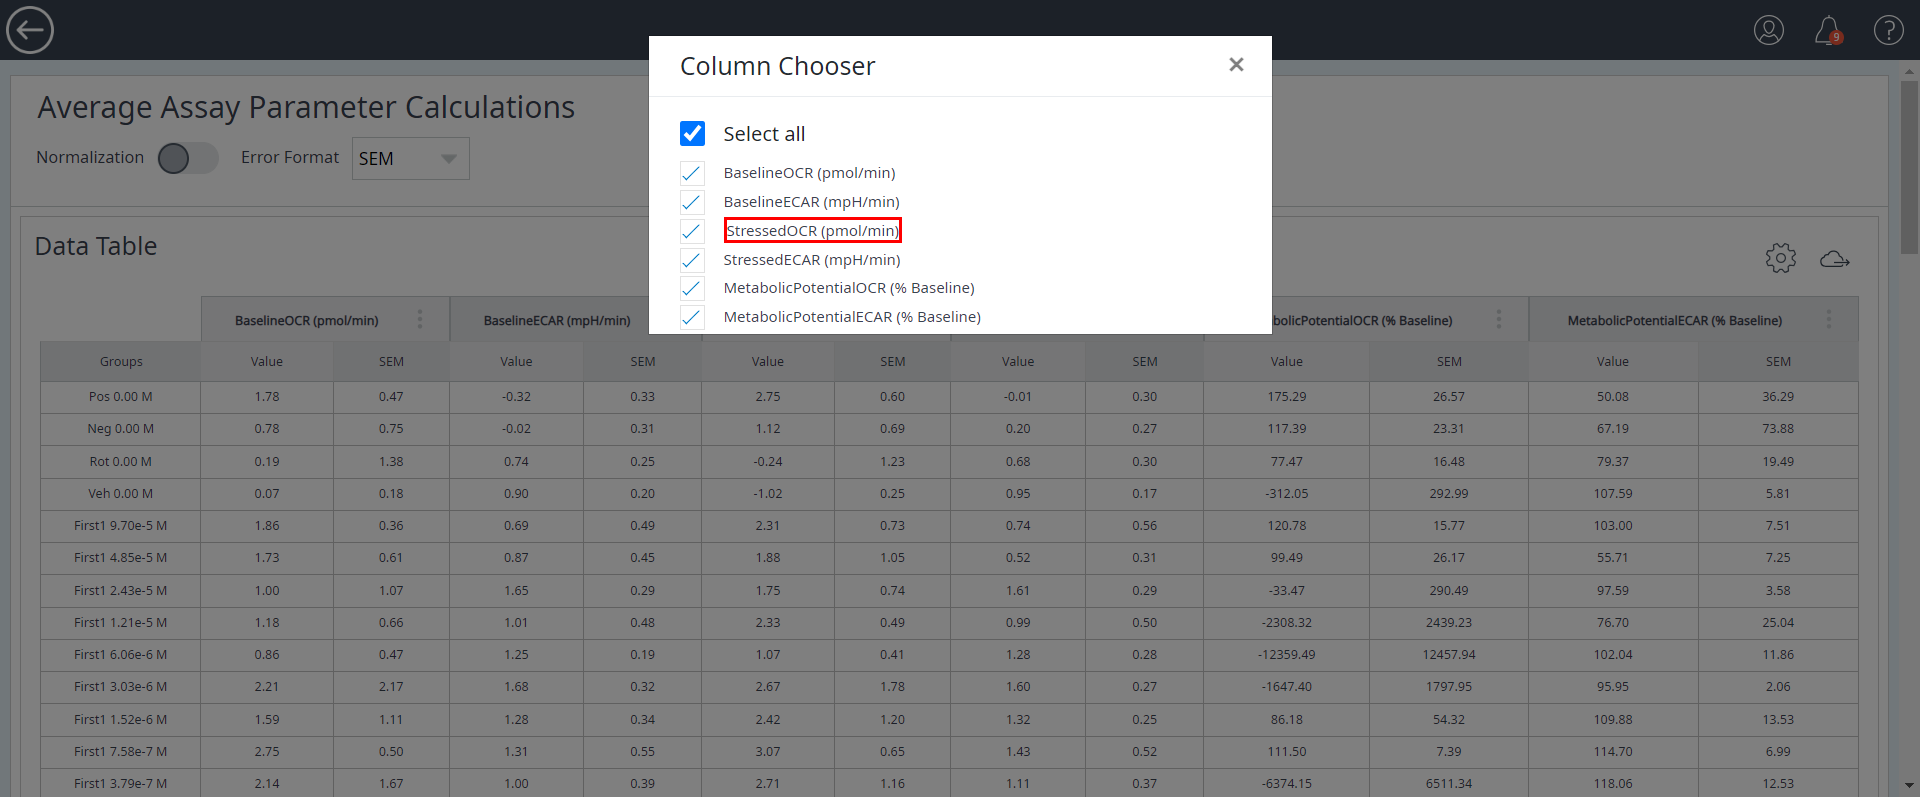 9
?
Column Chooser
Average Assay Parameter Calculations
Normalization Error Format SEM
Select all
BaselineOCR (pmol/min)
BaselineECAR (mpH/min)
StressedOCR (pmol/min)
StressedECAR (mpH/min)
MetabolicPotentialOCR (% Baseline)
MetabolicPotentialECAR (% Baseline)
Data Table
BaselineOCR (pmol/min) BaselineECAR (mpH/min) bolicPotentialOCR (% Baseline) MetabolicPotentialECAR (% Baseline)
Groups Value SEM Value SEM Value SEM Value SEM Value SEM Value SEM
Pos 0.00 M 1.78 0.47 -0.32 0.33 2.75 0.60 -0.01 0.30 175.29 26.57 50.08 36.29
Neg 0.00 M 0.78 0.75 -0.02 0.31 1.12 0.69 0.20 0.27 117.39 23.31 67.19 73.88
Rot 0.00 M 0.19 1.38 0.74 0.25 -0.24 1.23 0.68 0.30 77.47 16.48 79.37 19.49
Veh 0.00 M 0.07 0.18 0.90 0.20 -1.02 0.25 0.95 0.17 -312.05 292.99 107.59 5.81
First1 9.70e-5 M 1.86 0.36 0.69 0.49 2.31 0.73 0.74 0.56 120.78 15.77 103.00 7.51
First1 4.85e-5 M 1.73 0.61 0.87 0.45 1.88 1.05 0.52 0.31 99.49 26.17 55.71 7.25
First1 2.43e-5 M 1.00 1.07 1.65 0.29 1.75 0.74 1.61 0.29 -33.47 290.49 97.59 3.58
First1 1.21e-5 M 1.18 0.66 1.01 0.48 2.33 0.49 0.99 0.50 -2308.32 2439.23 76.70 25.04
First1 6.06e-6 M 0.86 0.47 1.25 0.19 1.07 0.41 1.28 0.28 -12359.49 12457.94 102.04 11.86
First1 3.03e-6 M 2.21 2.17 1.68 0.32 2.67 1.78 1.60 0.27 -1647.40 1797.95 95.95 2.06
First1 1.52e-6 M 1.59 1.11 1.28 0.34 2.42 1.20 1.32 0.25 86.18 54.32 109.88 13.53
First1 7.58e-7 M 2.75 0.50 1.31 0.55 3.07 0.65 1.43 0.52 111.50 7.39 114.70 6.99
First1 3.79e-7 M 2.14 1.67 1.00 0.39 2.71 1.16 1.11 0.37 -6374.15 6511.34 118.06 12.53